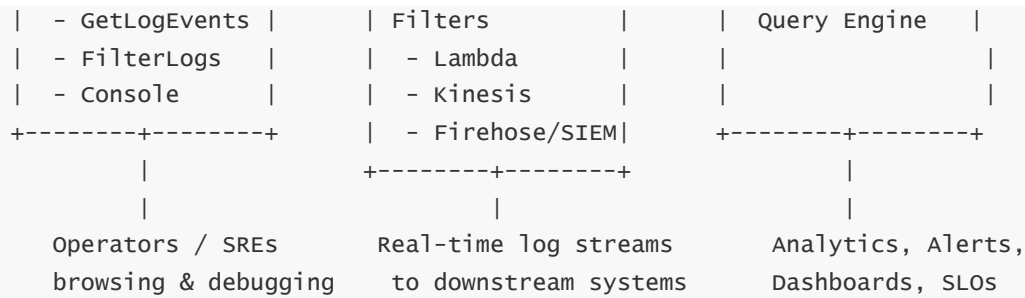 |  - GetLogEvents |      | Filters         |      |  Query Engine   |
|  - FilterLogs   |      |  - Lambda       |      |                 |
|  - Console      |      |  - Kinesis      |      |                 |
+--------+--------+      |  - Firehose/SIEM|      +--------+--------+
         |               +--------+--------+               |
         |                        |                        |
   Operators / SREs       Real-time log streams       Analytics, Alerts,
   browsing & debugging    to downstream systems      Dashboards, SLOs